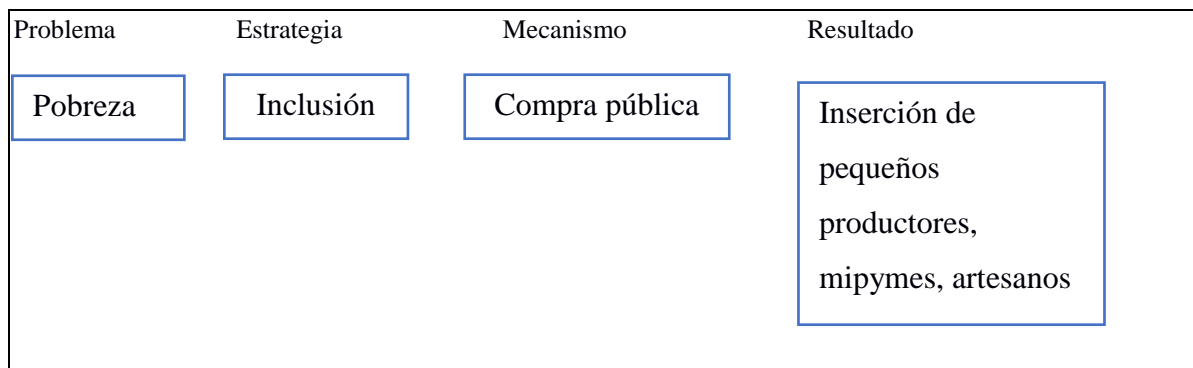 Problema Estrategia Mecanismo Resultado
Pobreza Inclusión Compra pública
Inserción de
pequeños
productores,
mipymes, artesanos